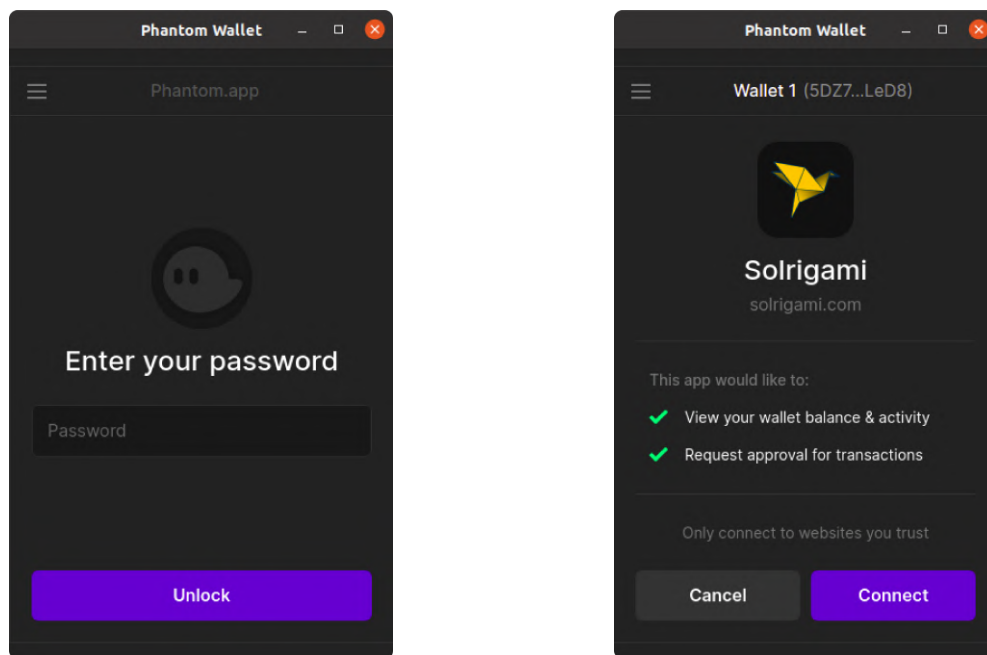 Phantom Wallet
Phantom.app
Enter your password
Password
Unlock
Phantom Wallet
Wallet 1 (5DZ7...LeD8)
Solrigami
solrigami.com
This app would like to:
View your wallet balance & activity
Request approval for transactions
Only connect to websites you trust
Cancel
Connect